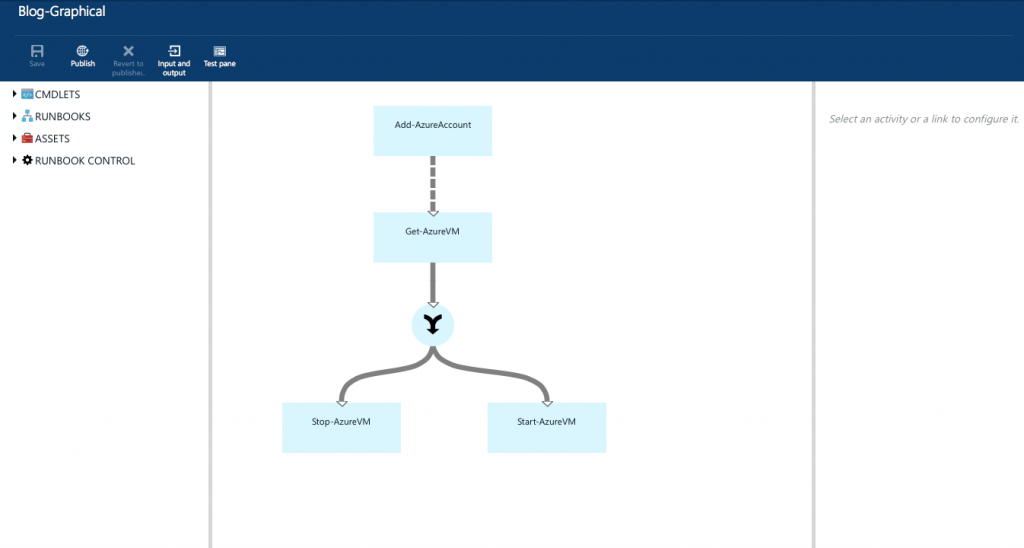 Blog-Graphical
Save
Publish
Revert to
publishe..
Input and
output
Test pane
CMDLETS
RUNBOOKS
ASSETS
RUNBOOK CONTROL
Add-AzureAccount
Get-AzureVM
Stop-AzureVM
Start-AzureVM
Select an activity or a link to configure it.